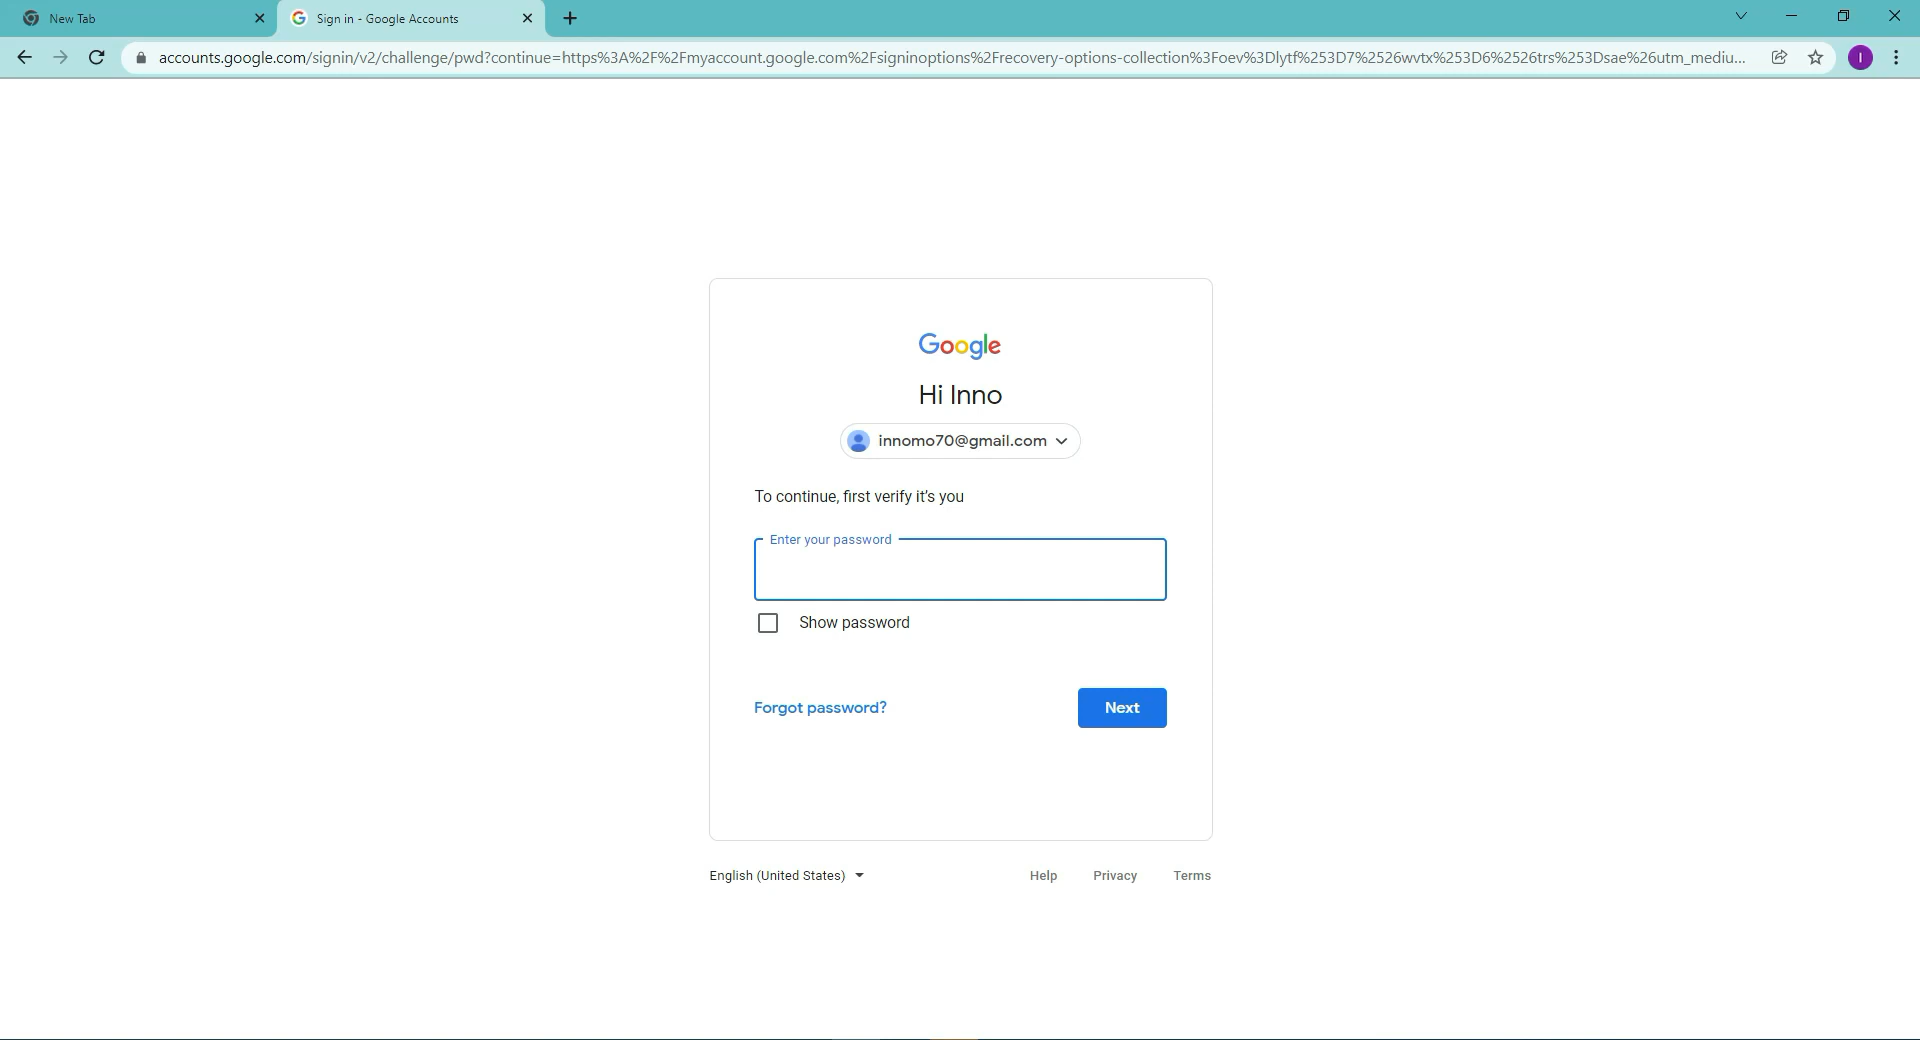 New Tab
Sign in - Google Accounts
accounts.google.com/signin/v2/challenge/pwd?continue=https%3A%2F%2Fmyaccount.google.com%2Fsigninoptions%2Frecovery-options-collection%3Foev%3Dlytf%253D7%2526wvtx%253D6%2526trs%253Dsae%26utm_mediu...
I
Google
Hi Inno
innomo70@gmail.com
To continue, first verify it's you
Enter your password
Show password
Forgot password?
Next
English (United States)
Help
Privacy
Terms